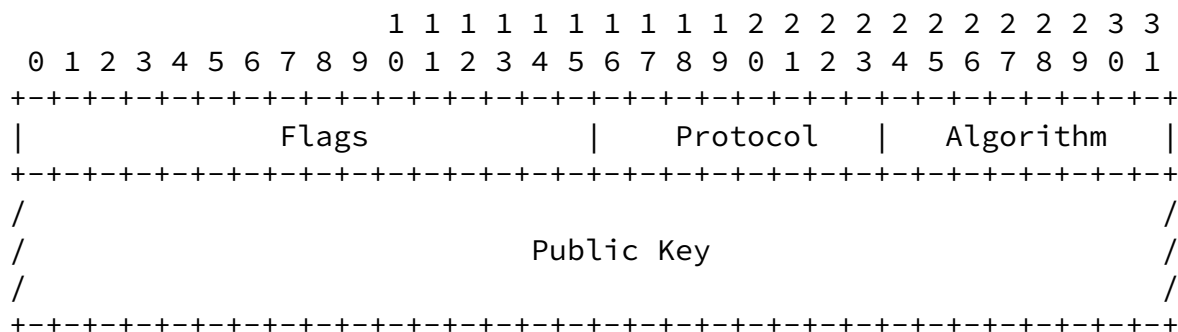 1 1 1 1 1 1 1 1 1 1 2 2 2 2 2 2 2 2 2 2 3 3
 0 1 2 3 4 5 6 7 8 9 0 1 2 3 4 5 6 7 8 9 0 1 2 3 4 5 6 7 8 9 0 1
+-+-+-+-+-+-+-+-+-+-+-+-+-+-+-+-+-+-+-+-+-+-+-+-+-+-+-+-+-+-+-+-+
|              Flags            |    Protocol   |   Algorithm   |
+-+-+-+-+-+-+-+-+-+-+-+-+-+-+-+-+-+-+-+-+-+-+-+-+-+-+-+-+-+-+-+-+
/                                                               /
/                            Public Key                         /
/                                                               /
+-+-+-+-+-+-+-+-+-+-+-+-+-+-+-+-+-+-+-+-+-+-+-+-+-+-+-+-+-+-+-+-+